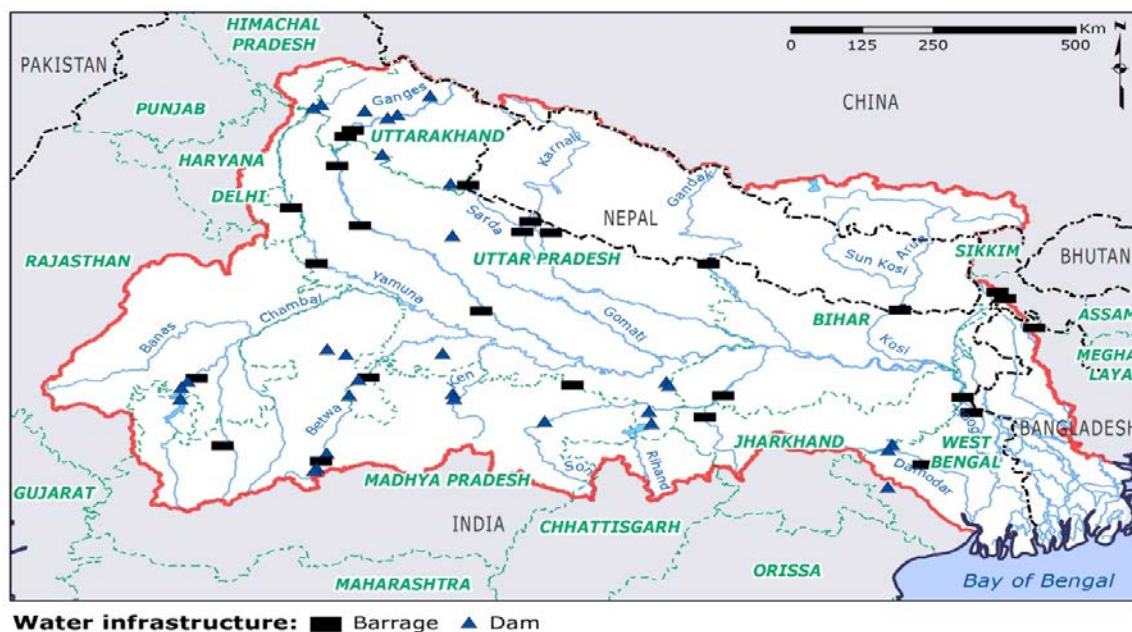 HIMACHAL
PRADESH
Km
N
0 125 250 500
PAKISTAN
PUNJAB
Ganges
CHINA
UTTARAKHAND
HARYANA
DELHI
Karnali
Gandak
NEPAL
Sarda
Arun
Sun Kosi
SIKKIM
BHUTAN
RAJASTHAN
UTTAR PRADESH
Yamuna
Chambal
Banas
Gomati
BIHAR
Kosi
ASSAM
MEGHA
LAYA
Ken
Betwa
BANGLADESH
JHARKHAND
WEST
BENGAL
Damodar
GUJARAT
MADHYA PRADESH
Son
Rihand
INDIA
CHHATTISGARH
MAHARASHTRA
ORISSA
Bay of Bengal
Water infrastructure: Barrage Dam